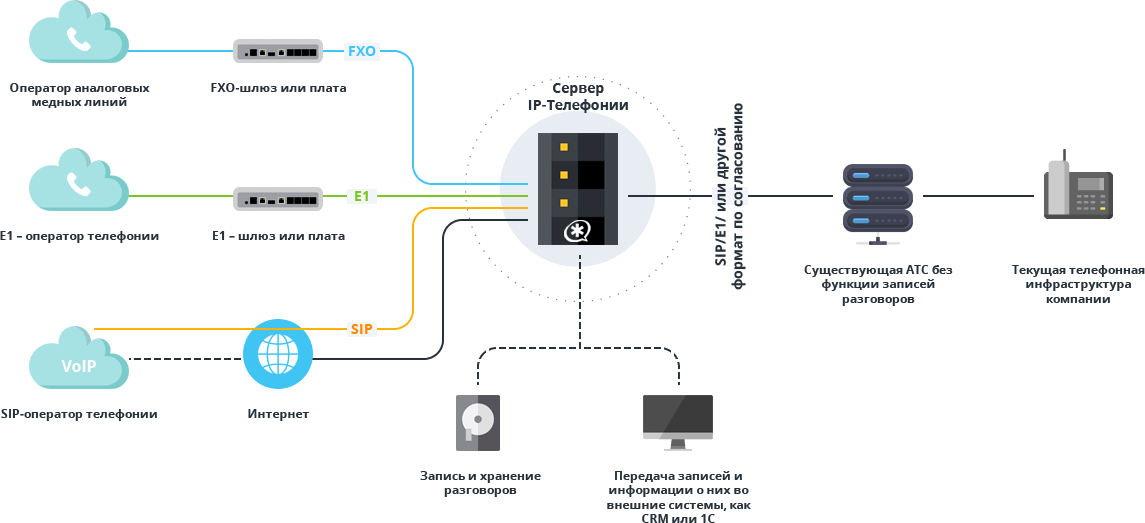 Оператор аналоговых
медных линий
FXO-шлюз или плата
FXO
Сервер
IP-Телефонии
E1 – оператор телефонии
E1 – шлюз или плата
E1
SIP/E1/ или другой
формат по согласованию
Существующая АТС без
функции записей
разговоров
Текущая телефонная
инфраструктура
компании
SIP
VoIP
SIP-оператор телефонии
Интернет
Запись и хранение
разговоров
Передача записей и
информации о них во
внешние системы, как
CRM или 1С